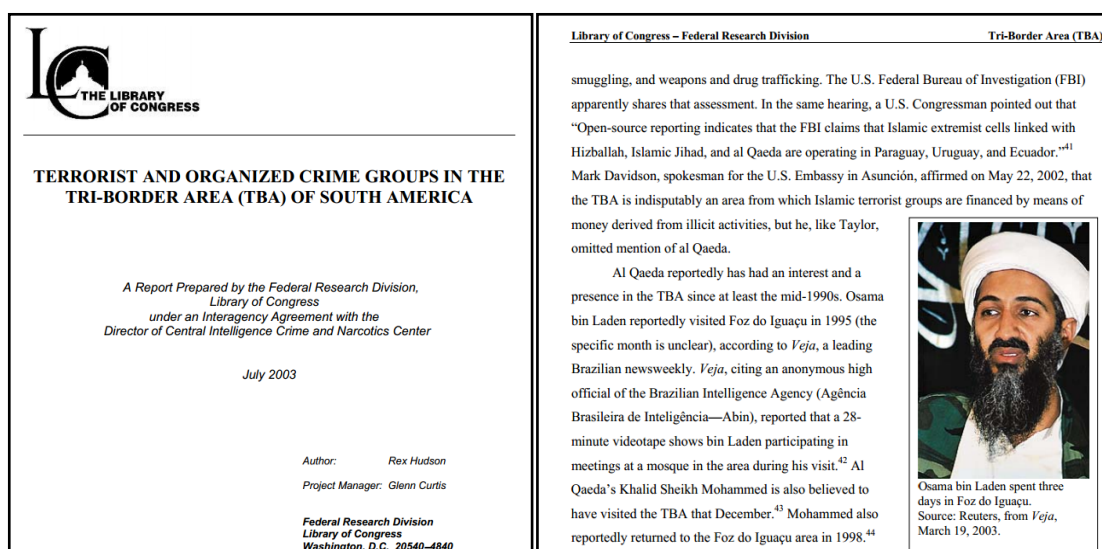 THE LIBRARY
OF CONGRESS
TERRORIST AND ORGANIZED CRIME GROUPS IN THE
TRI-BORDER AREA (TBA) OF SOUTH AMERICA
A Report Prepared by the Federal Research Division,
Library of Congress
under an Interagency Agreement with the
Director of Central Intelligence Crime and Narcotics Center
July 2003
Author: Rex Hudson
Project Manager: Glenn Curtis
Federal Research Division
Library of Congress
Washington, D.C. 20540–4840
Library of Congress – Federal Research Division Tri-Border Area (TBA)
smuggling, and weapons and drug trafficking. The U.S. Federal Bureau of Investigation (FBI)
apparently shares that assessment. In the same hearing, a U.S. Congressman pointed out that
“Open-source reporting indicates that the FBI claims that Islamic extremist cells linked with
Hizballah, Islamic Jihad, and al Qaeda are operating in Paraguay, Uruguay, and Ecuador.”41
Mark Davidson, spokesman for the U.S. Embassy in Asunción, affirmed on May 22, 2002, that
the TBA is indisputably an area from which Islamic terrorist groups are financed by means of
money derived from illicit activities, but he, like Taylor,
omitted mention of al Qaeda.
Al Qaeda reportedly has had an interest and a
presence in the TBA since at least the mid-1990s. Osama
bin Laden reportedly visited Foz do Iguaçu in 1995 (the
specific month is unclear), according to Veja, a leading
Brazilian newsweekly. Veja, citing an anonymous high
official of the Brazilian Intelligence Agency (Agência
Brasileira de Inteligência—Abin), reported that a 28-
minute videotape shows bin Laden participating in
meetings at a mosque in the area during his visit.42 Al
Qaeda’s Khalid Sheikh Mohammed is also believed to
have visited the TBA that December.43 Mohammed also
reportedly returned to the Foz do Iguaçu area in 1998.44
Osama bin Laden spent three
days in Foz do Iguaçu.
Source: Reuters, from Veja,
March 19, 2003.